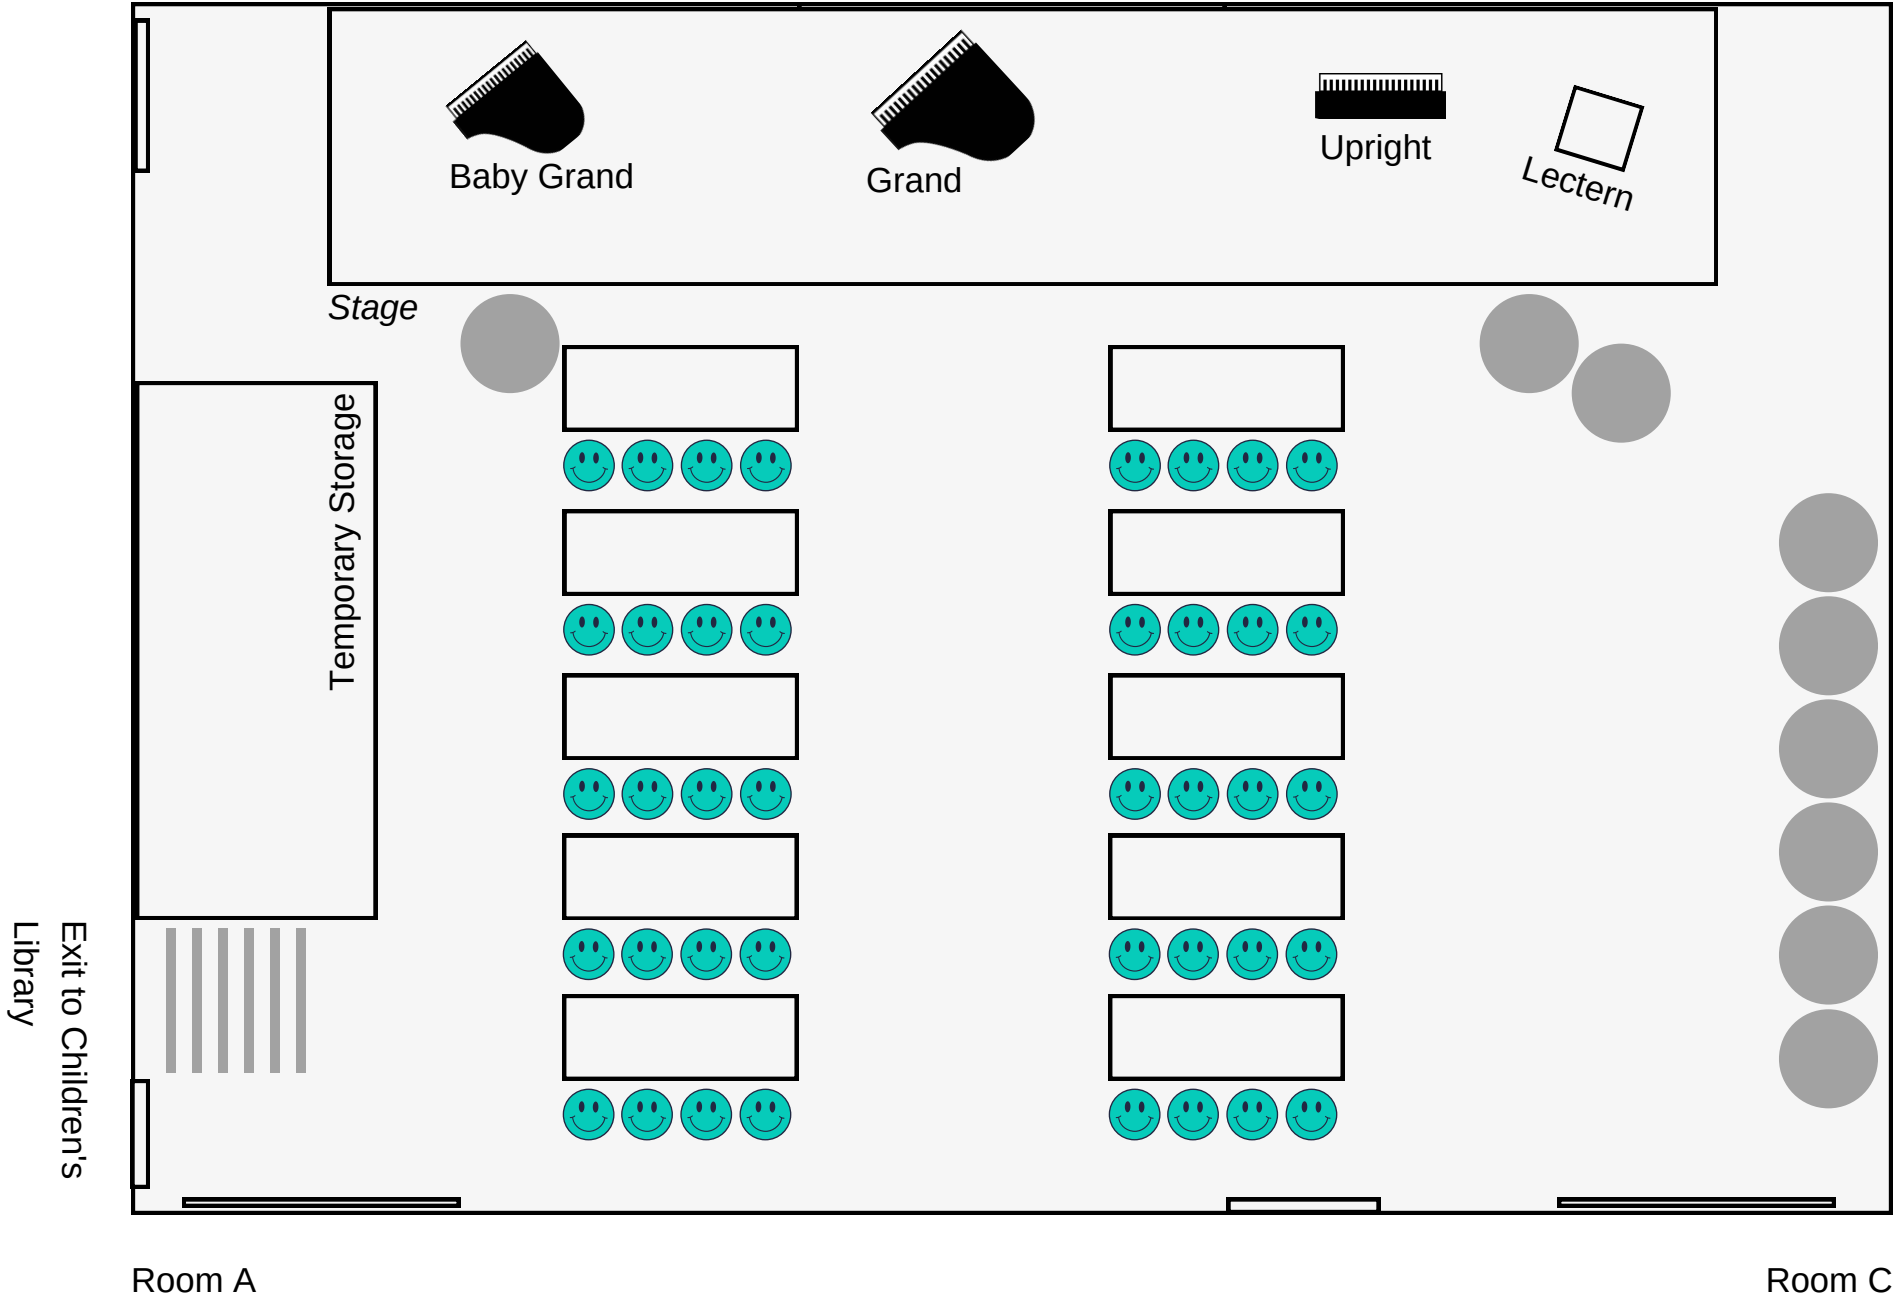 Baby Grand
Grand
Upright
Lectern
Stage
Temporary Storage
Exit to Children's
Library
Room A
Room C